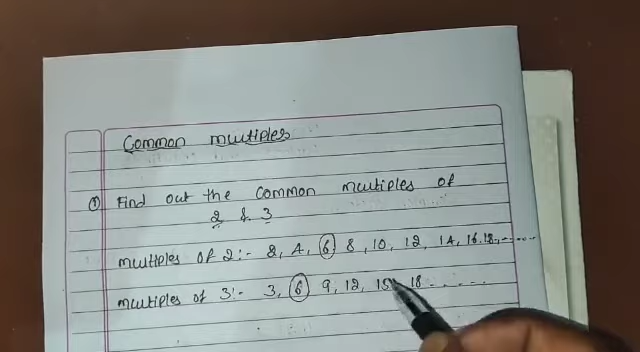 Common multiples
① Find out the common multiples of
2 & 3
multiples of 2:- 2, 4, 6, 8, 10, 12, 14, 16, 18, ......
multiples of 3:- 3, 6, 9, 12, 15, 18 ......